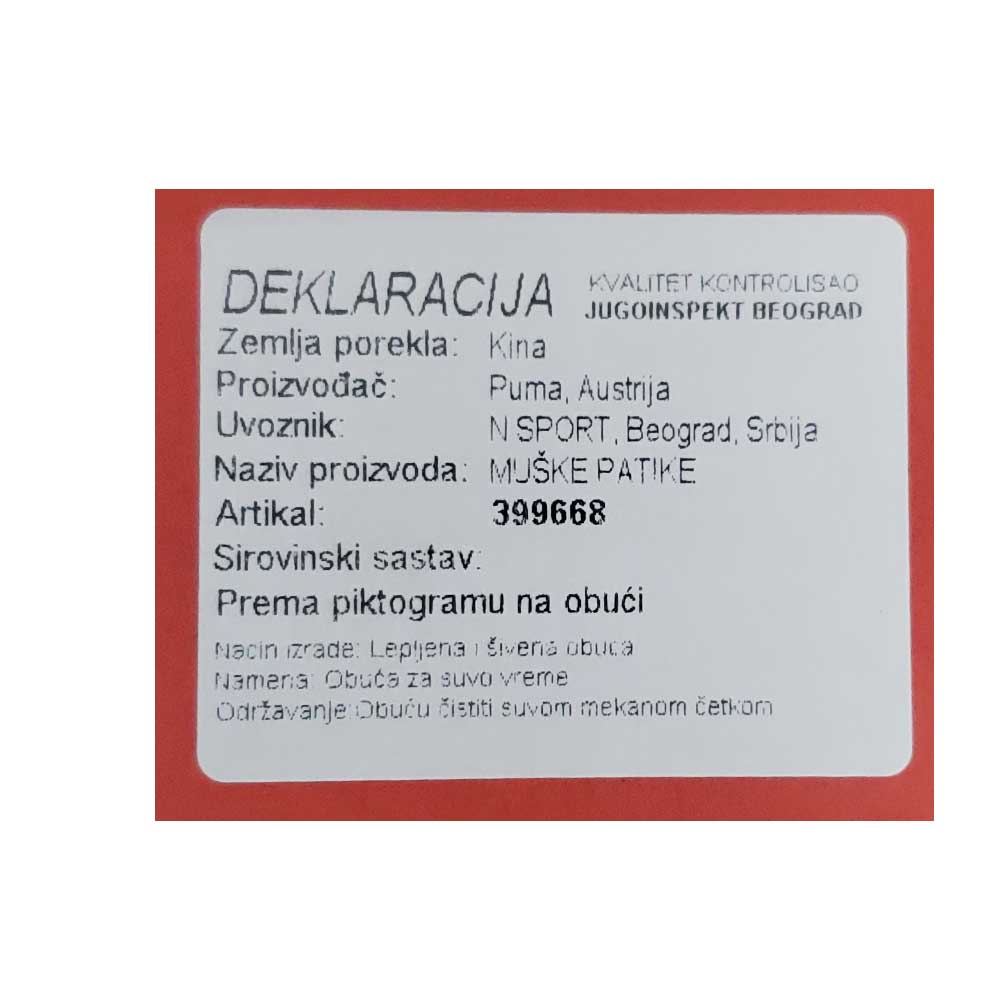 DEKLARACIJA
KVALITET KONTROLISAO
JUGOINSPEKT BEOGRAD
Zemlja porekla: Kina
Proizvođač: Puma, Austrija
Uvoznik: N SPORT, Beograd, Srbija
Naziv proizvoda: MUŠKE PATIKE
Artikal: 399668
Sirovinski sastav:
Prema piktogramu na obući
Nacin izrade: Lepljena i šivena obuca
Namena: Obuća za suvo vreme
Održavanje:Obuću čistiti suvom mekanom četkom